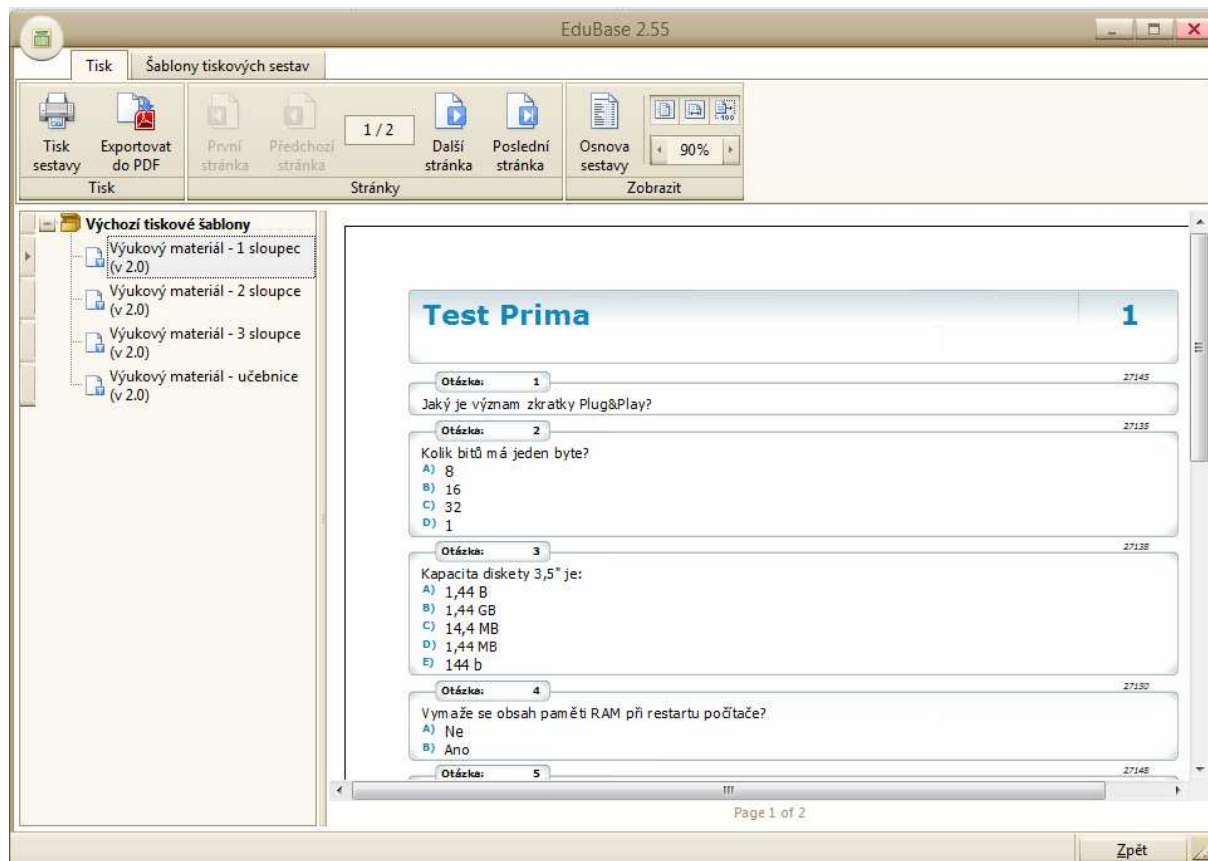 EduBase 2.55
Tisk
Šablony tiskových sestav
Tisk
sestavy
Exportovat
do PDF
První
stránka
Předchozí
stránka
1 / 2
Další
stránka
Poslední
stránka
Osnova
sestavy
100
90%
Tisk
Stránky
Zobrazit
Výchozí tiskové šablony
Výukový materiál - 1 sloupec
(v 2.0)
Výukový materiál - 2 sloupce
(v 2.0)
Výukový materiál - 3 sloupce
(v 2.0)
Výukový materiál - učebnice
(v 2.0)
Test Prima 1
Otázka: 1 27145
Jaký je význam zkratky Plug&Play?
Otázka: 2 27135
Kolik bitů má jeden byte?
A) 8
B) 16
C) 32
D) 1
Otázka: 3 27138
Kapacita diskety 3,5" je:
A) 1,44 B
B) 1,44 GB
C) 14,4 MB
D) 1,44 MB
E) 144 b
Otázka: 4 27150
Vymaže se obsah paměti RAM při restartu počítače?
A) Ne
B) Ano
Otázka: 5 27148
Page 1 of 2
Zpět